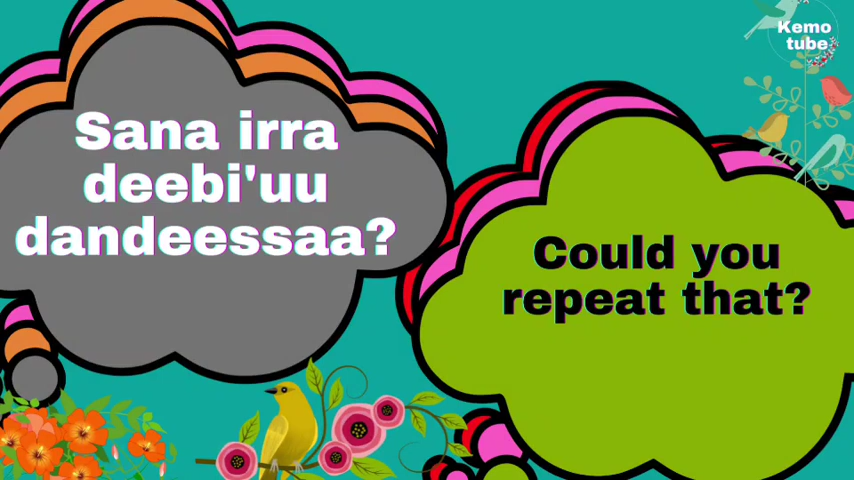 Sana irra
deebi'uu
dandeessaa?
Could you
repeat that?
Kemo
tube